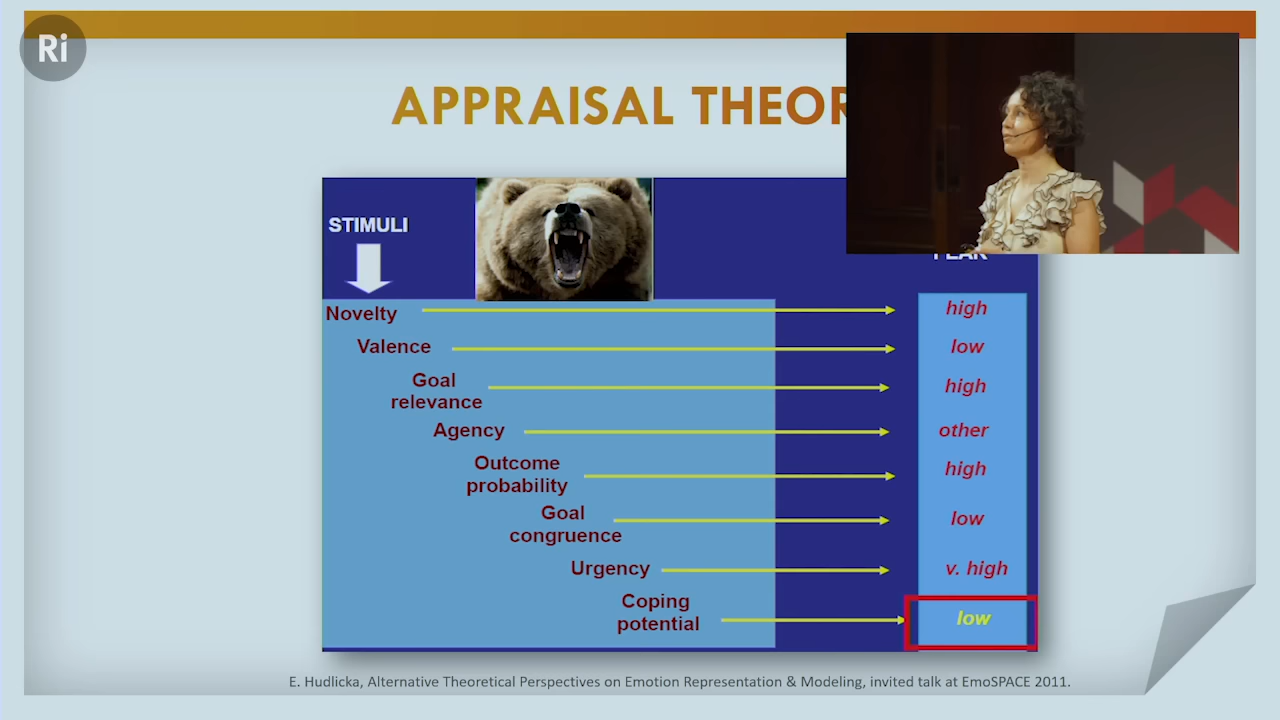 Ri
APPRAISAL THEOR
STIMULI
FEAR
Novelty
high
Valence
low
Goal
relevance
high
Agency
other
Outcome
probability
high
Goal
congruence
low
Urgency
v. high
Coping
potential
low
E. Hudlicka, Alternative Theoretical Perspectives on Emotion Representation & Modeling, invited talk at EmoSPACE 2011.